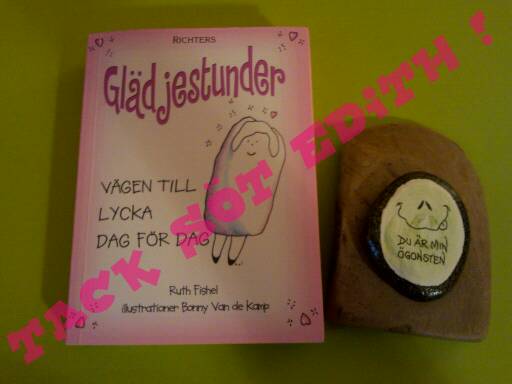 RICHTERS
Glädjestunder
VÄGEN TILL
LYCKA
DAG FÖR DAG
Ruth Fishel
illustrationer Bonny Van de Kamp
DU ÄR MIN
ÖGONSTEN
TACK SÖT EDiTH !